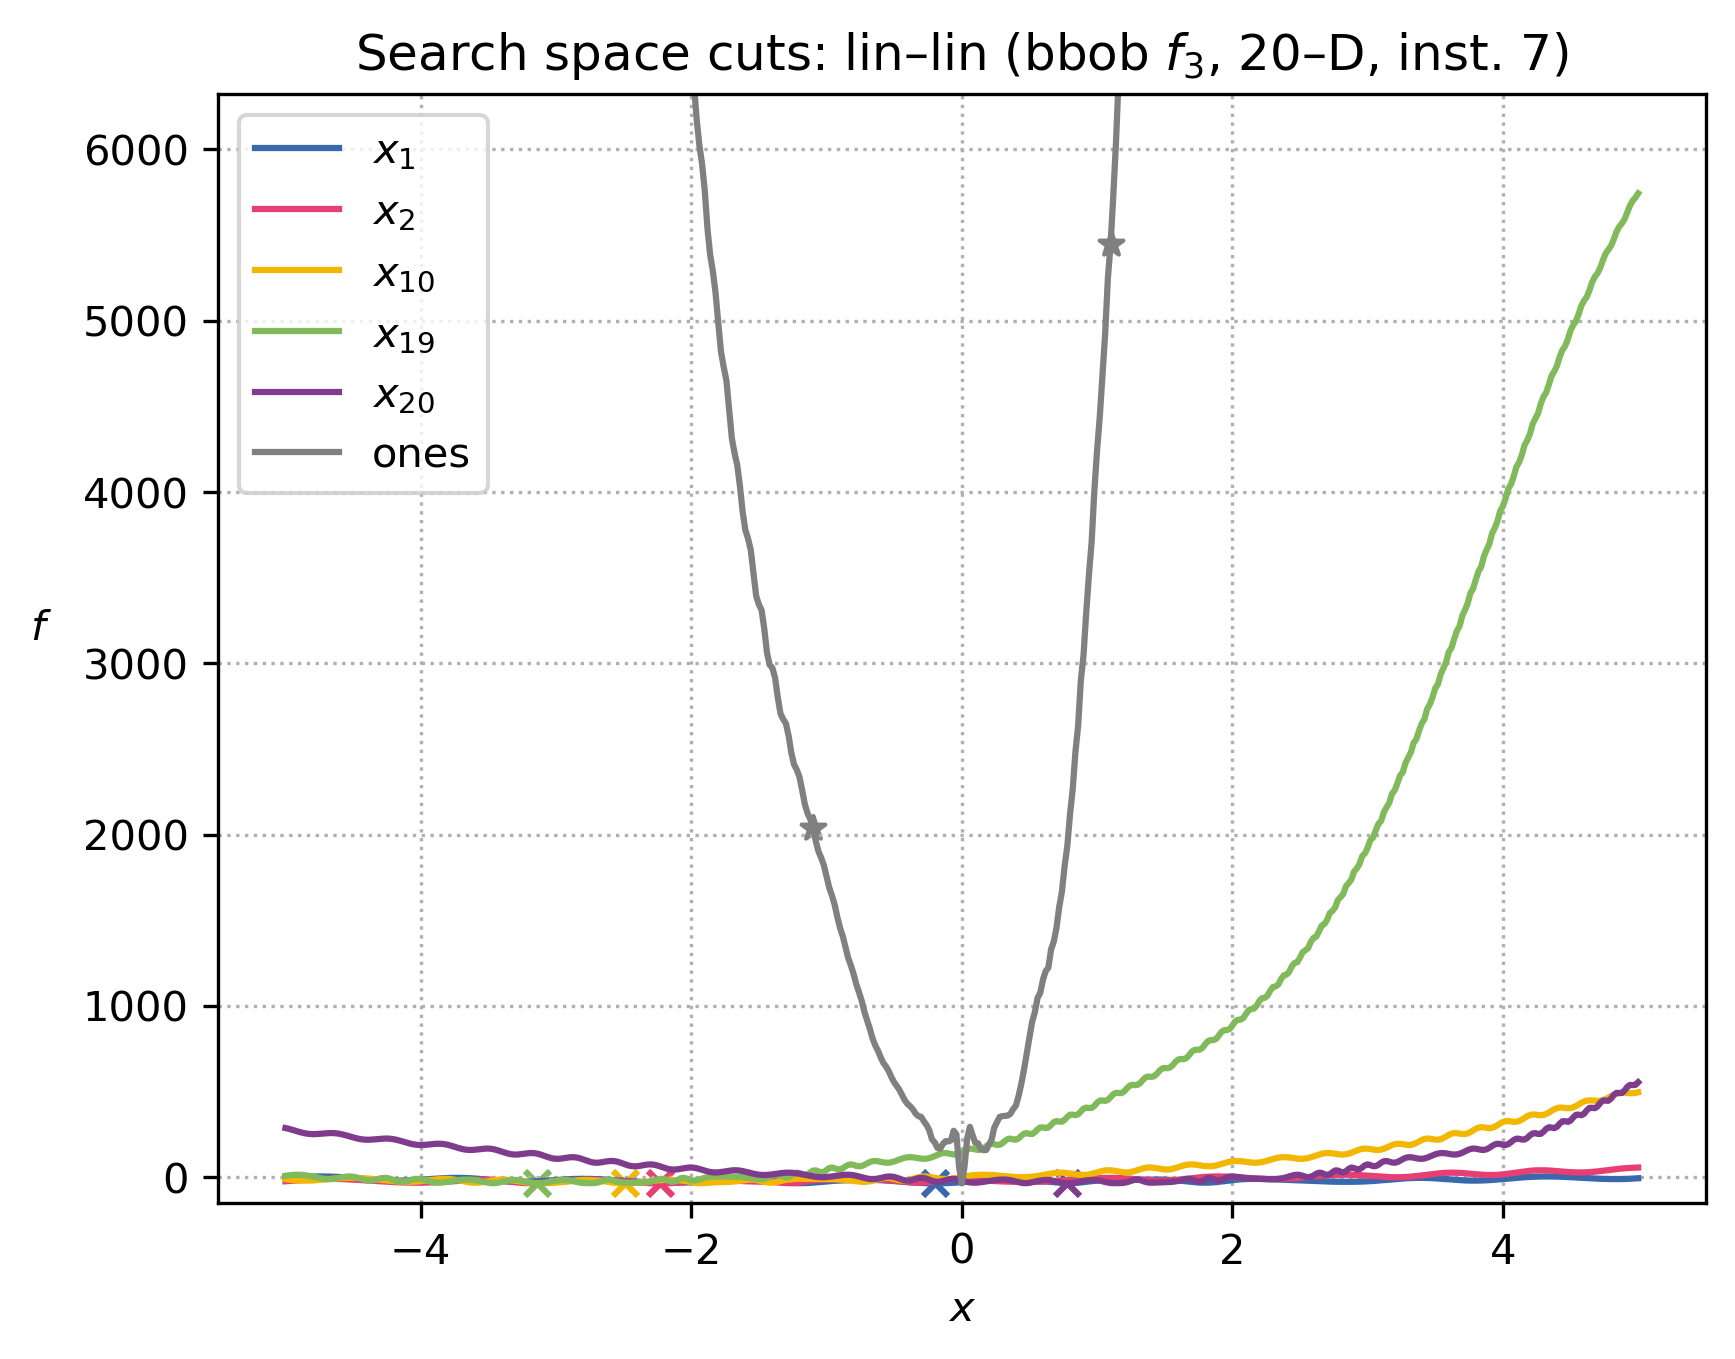 Search space cuts: lin–lin (bbob f₃, 20–D, inst. 7)
x₁
x₂
x₁₀
x₁₉
x₂₀
ones
6000
5000
4000
3000
2000
1000
0
f
−4 −2 0 2 4
x